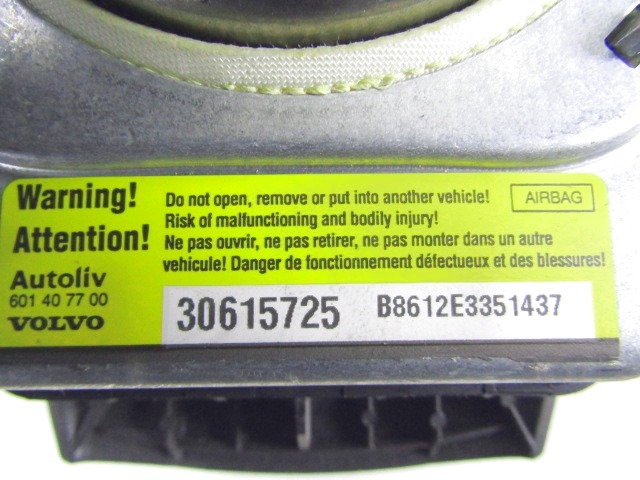 Warning!
Attention!
Autoliv
601 40 77 00
VOLVO
Do not open, remove or put into another vehicle!
Risk of malfunctioning and bodily injury!
Ne pas ouvrir, ne pas retirer, ne pas monter dans un autre
vehicule! Danger de fonctionnement défectueux et des blessures!
AIRBAG
30615725
B8612E3351437